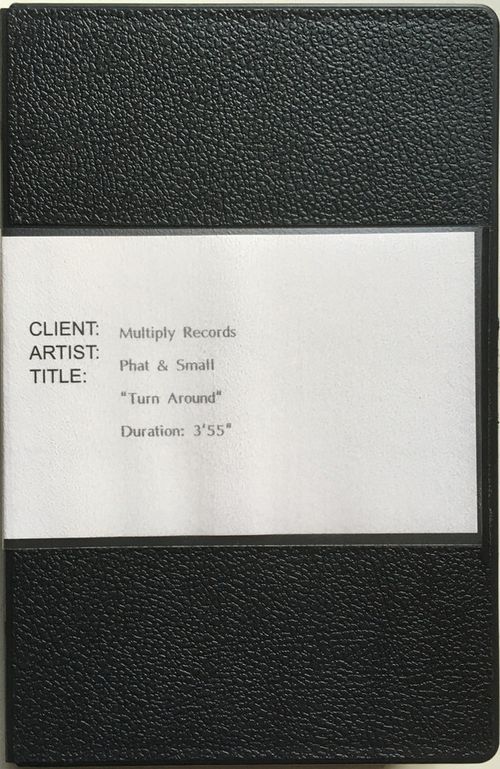 CLIENT: Multiply Records
ARTIST: Phat & Small
TITLE: "Turn Around"
Duration: 3'55"